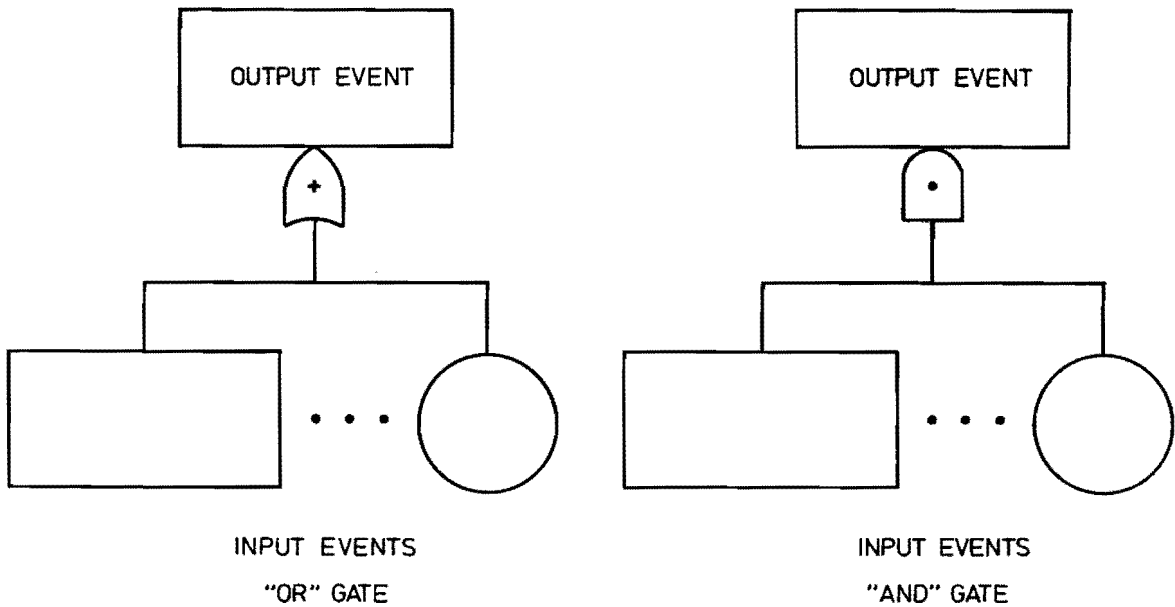 OUTPUT EVENT
+
INPUT EVENTS
"OR" GATE
OUTPUT EVENT
INPUT EVENTS
"AND" GATE